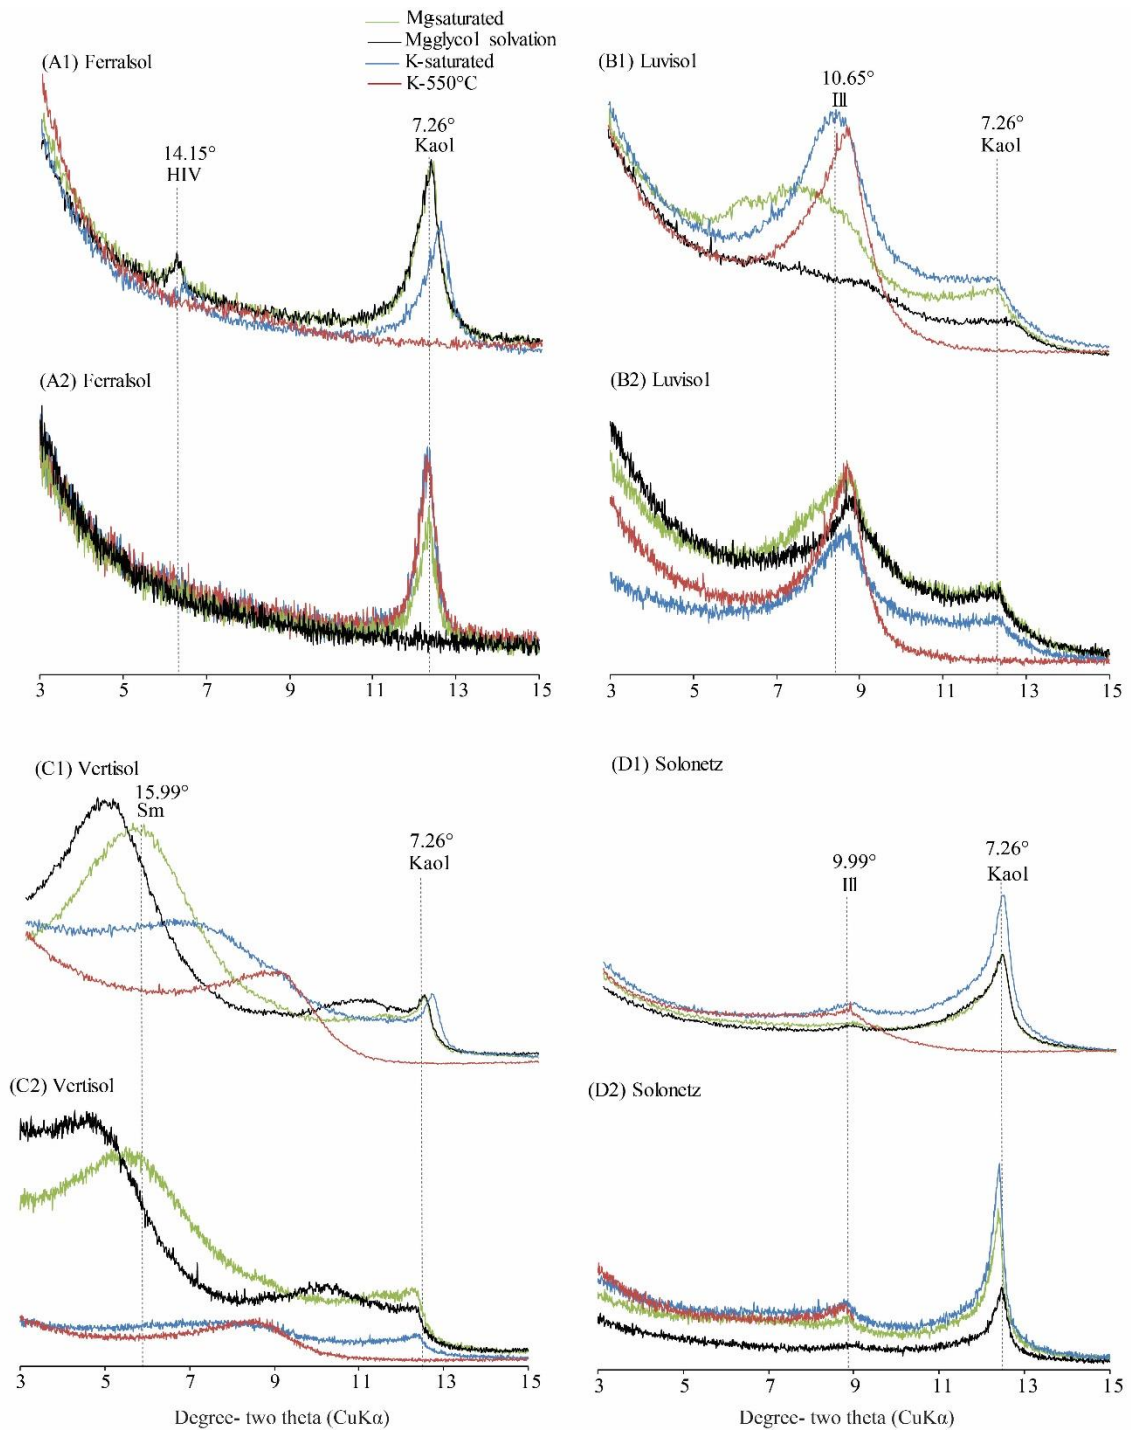 Mg-saturated
Mg-glycol solvation
K-saturated
K-550°C
(A1) Ferralsol
14.15°
HIV
7.26°
Kaol
(B1) Luvisol
10.65°
Ill
7.26°
Kaol
(A2) Ferralsol
(B2) Luvisol
3 5 7 9 11 13 15
3 5 7 9 11 13 15
(C1) Vertisol
15.99°
Sm
7.26°
Kaol
(D1) Solonetz
9.99°
Ill
7.26°
Kaol
(C2) Vertisol
(D2) Solonetz
3 5 7 9 11 13 15
3 5 7 9 11 13 15
Degree- two theta (CuKα)
Degree- two theta (CuKα)